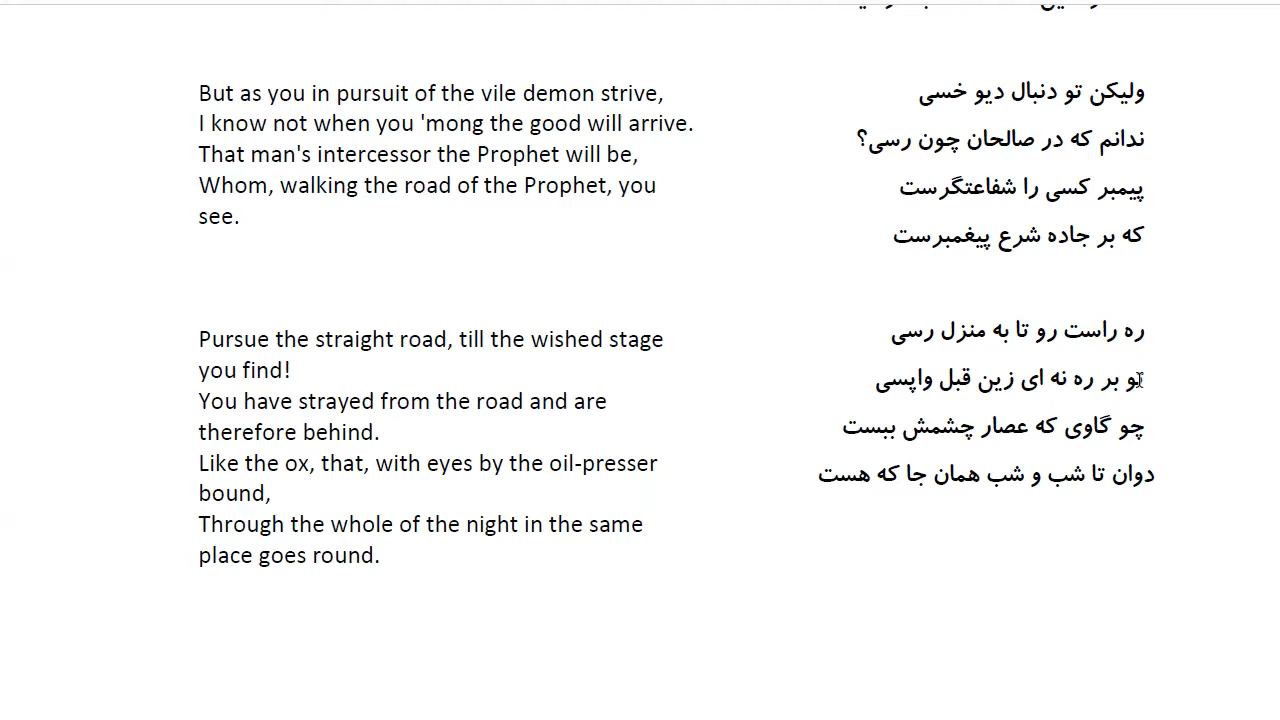 But as you in pursuit of the vile demon strive,
I know not when you 'mong the good will arrive.
That man's intercessor the Prophet will be,
Whom, walking the road of the Prophet, you
see.
ولیکن تو دنبال دیو خسی
ندانم که در صالحان چون رسی؟
پیمبر کسی را شفاعتگرست
که بر جاده شرع پیغمبرست
Pursue the straight road, till the wished stage
you find!
You have strayed from the road and are
therefore behind.
Like the ox, that, with eyes by the oil-presser
bound,
Through the whole of the night in the same
place goes round.
ره راست رو تا به منزل رسی
تو بر ره نه ای زین قبل واپسی
چو گاوی که عصار چشمش ببست
دوان تا شب و شب همان جا که هست